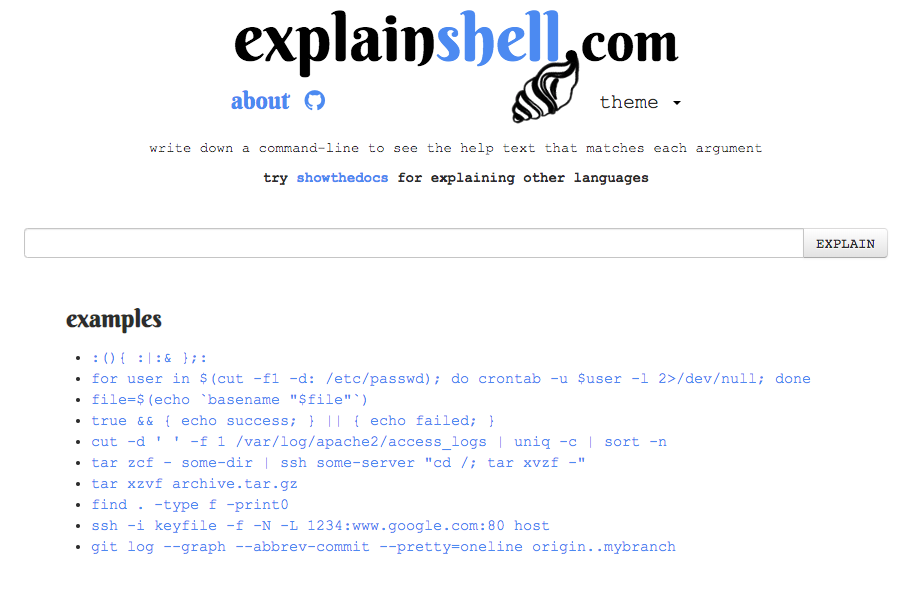 explainshell.com
about theme
write down a command-line to see the help text that matches each argument
try showthedocs for explaining other languages
EXPLAIN
examples
:(){ :|:& };:
for user in $(cut -f1 -d: /etc/passwd); do crontab -u $user -l 2>/dev/null; done
file=$(echo `basename "$file"`)
true && { echo success; } || { echo failed; }
cut -d ' ' -f 1 /var/log/apache2/access_logs | uniq -c | sort -n
tar zcf - some-dir | ssh some-server "cd /; tar xvzf -"
tar xzvf archive.tar.gz
find . -type f -print0
ssh -i keyfile -f -N -L 1234:www.google.com:80 host
git log --graph --abbrev-commit --pretty=oneline origin..mybranch